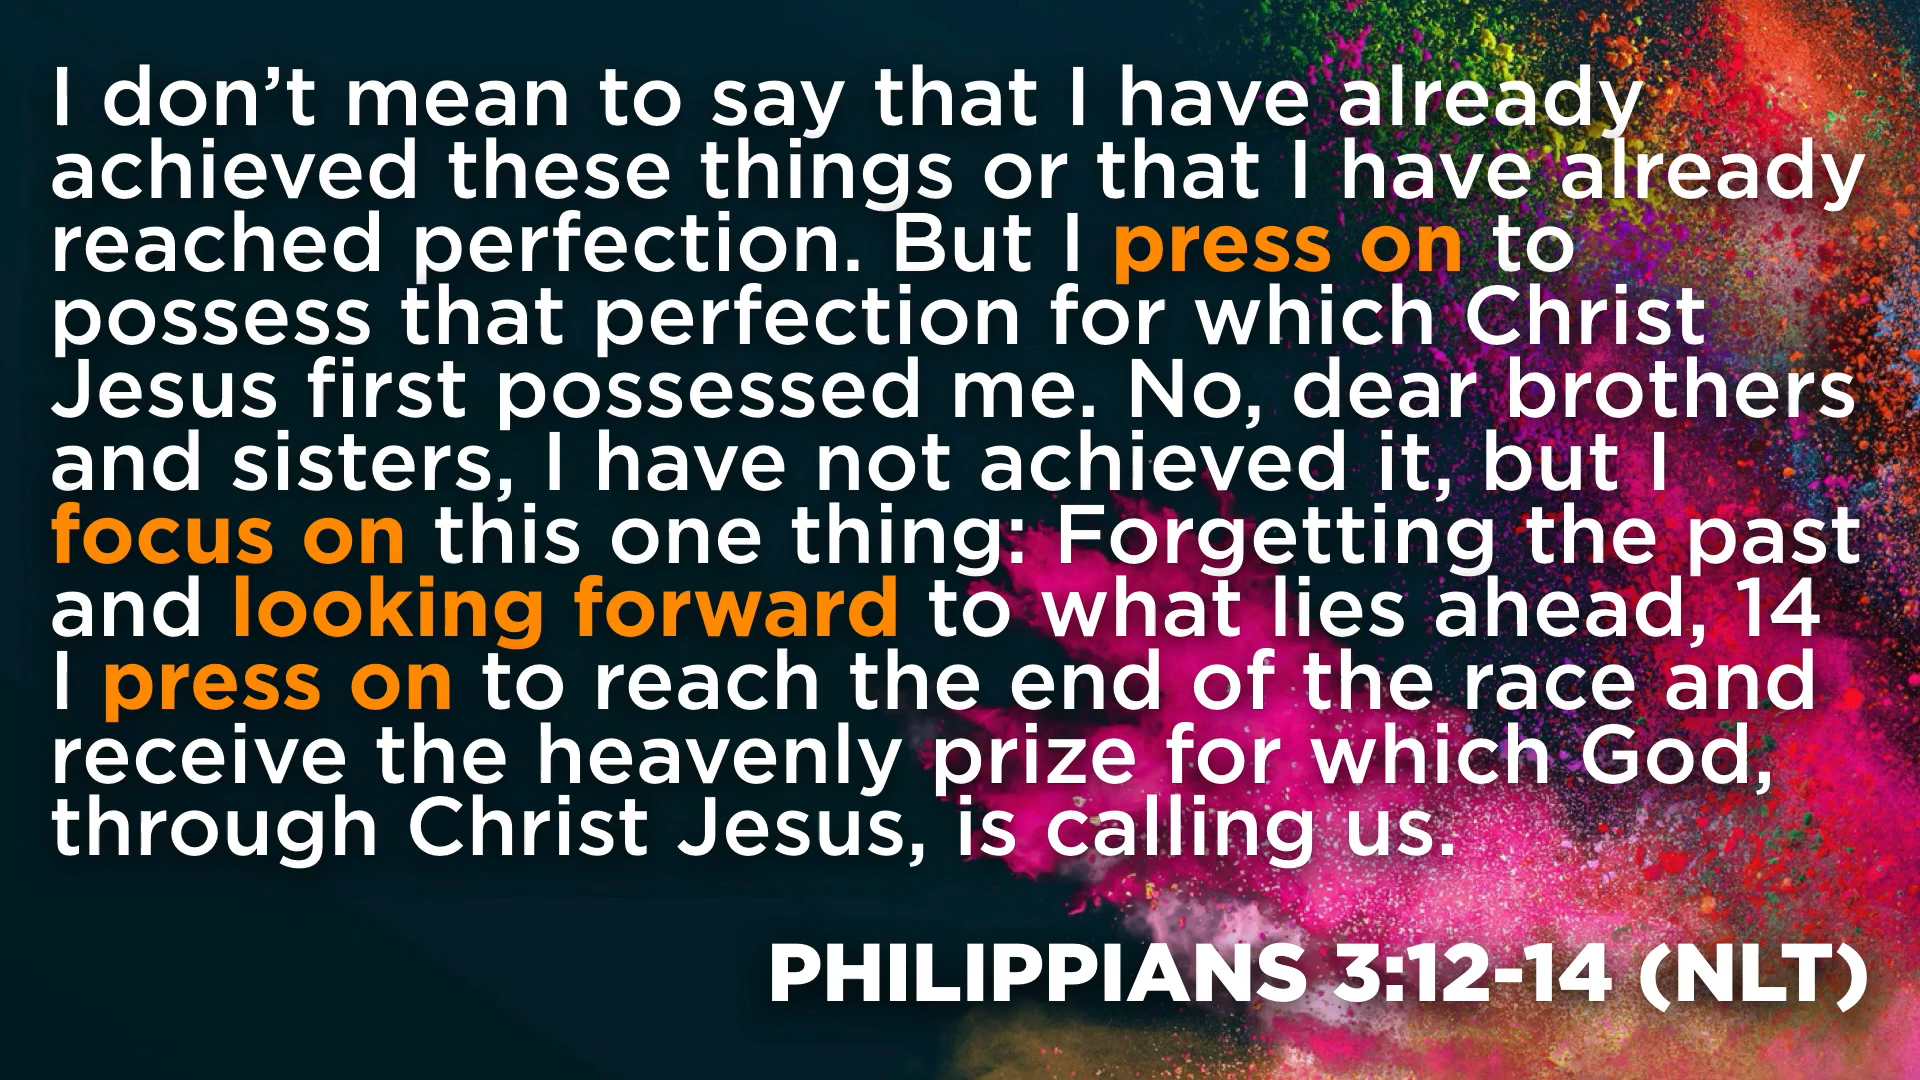 I don’t mean to say that I have already
achieved these things or that I have already
reached perfection. But I press on to
possess that perfection for which Christ
Jesus first possessed me. No, dear brothers
and sisters, I have not achieved it, but I
focus on this one thing: Forgetting the past
and looking forward to what lies ahead, 14
I press on to reach the end of the race and
receive the heavenly prize for which God,
through Christ Jesus, is calling us.
PHILIPPIANS 3:12-14 (NLT)